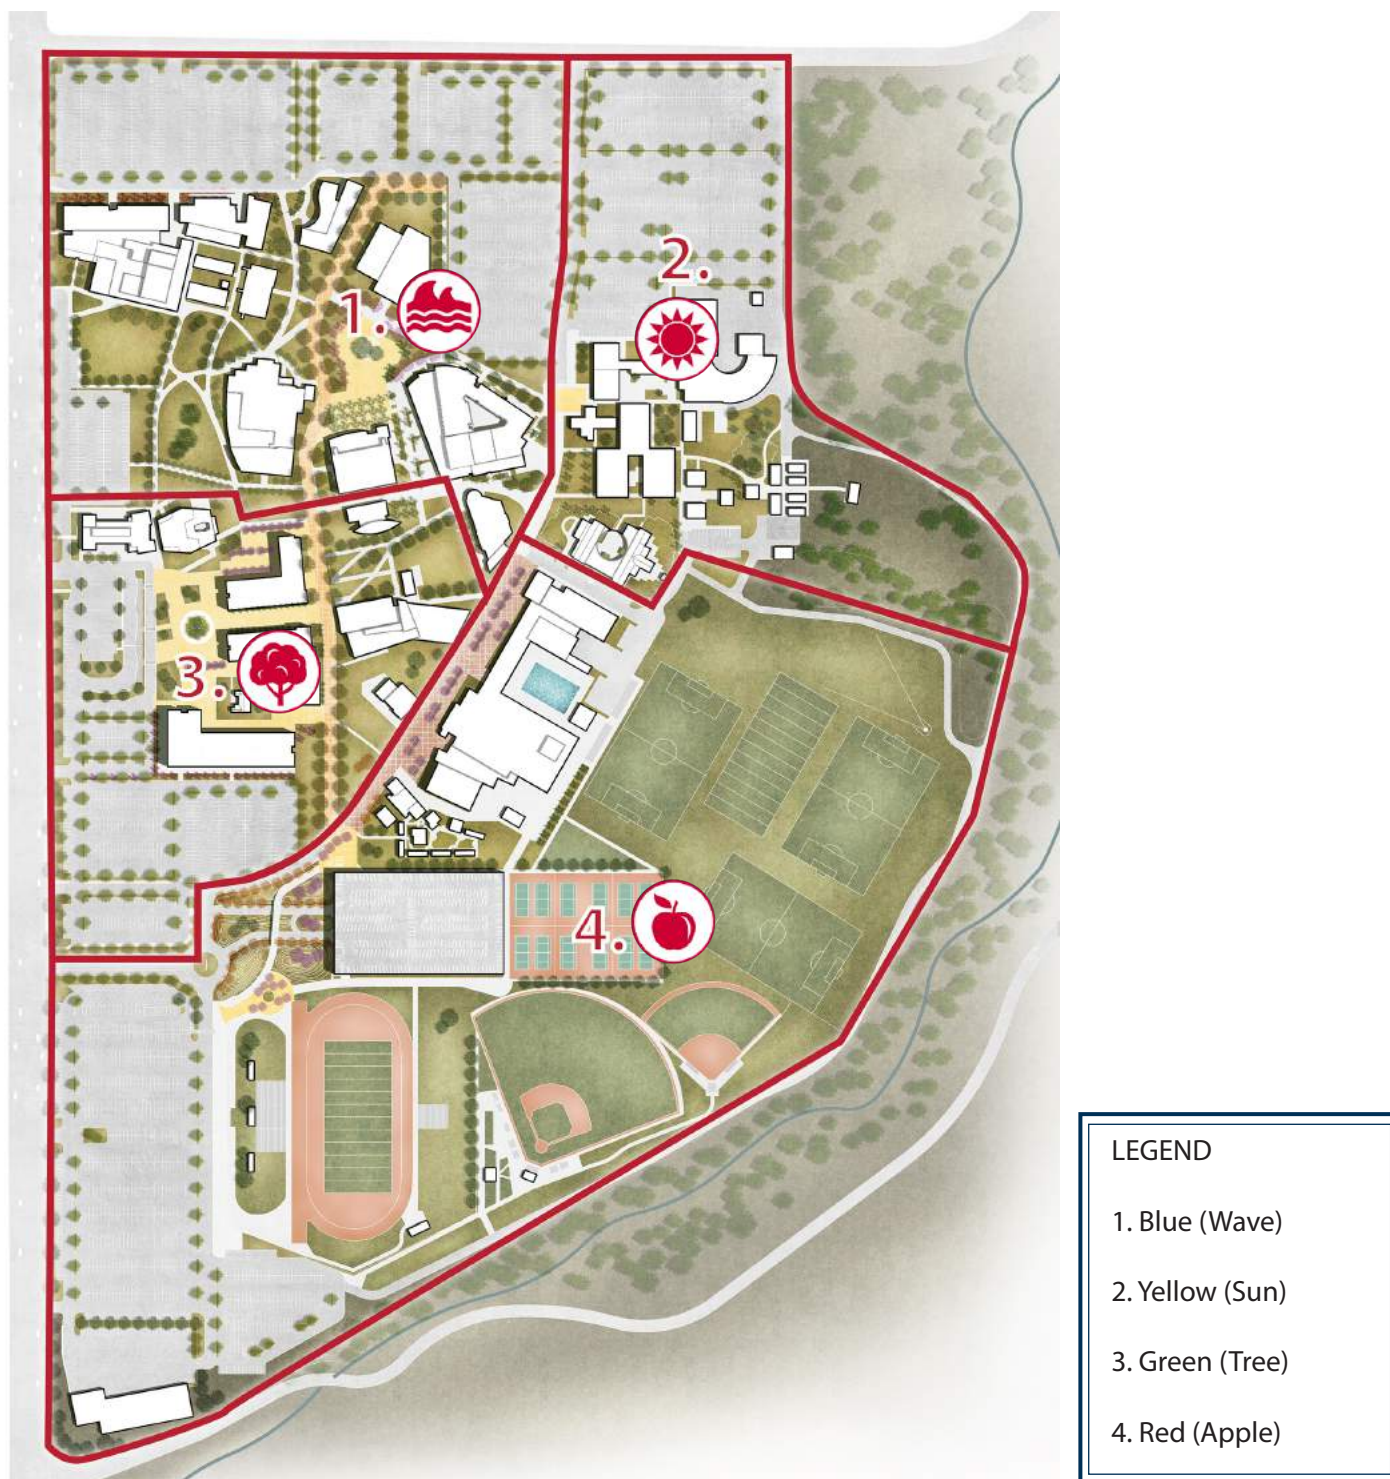 2.
1.
3.
4.
LEGEND
1. Blue (Wave)
2. Yellow (Sun)
3. Green (Tree)
4. Red (Apple)